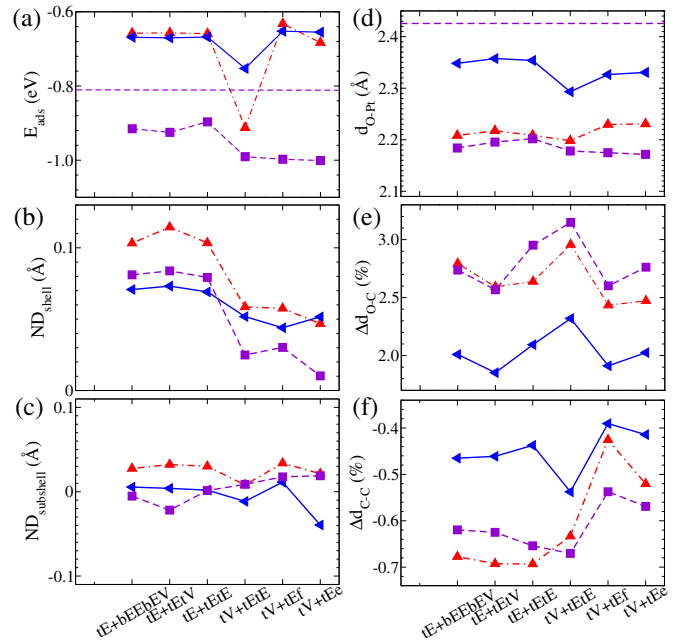 (a)
-0.6
-0.8
-1.0
E_ads (eV)
(b)
0.1
0
ND_shell (Å)
(c)
0.1
0
-0.1
ND_subshell (Å)
tE+bEEbEV
tE+tEtV
tE+tEtE
tV+tEtE
tV+tEf
tV+tEe
(d)
2.4
2.3
2.2
2.1
d_O-Pt (Å)
(e)
3.0
2.5
2.0
Δd_O-C (%)
(f)
-0.4
-0.5
-0.6
-0.7
Δd_C-C (%)
tE+bEEbEV
tE+tEtV
tE+tEtE
tV+tEtE
tV+tEf
tV+tEe